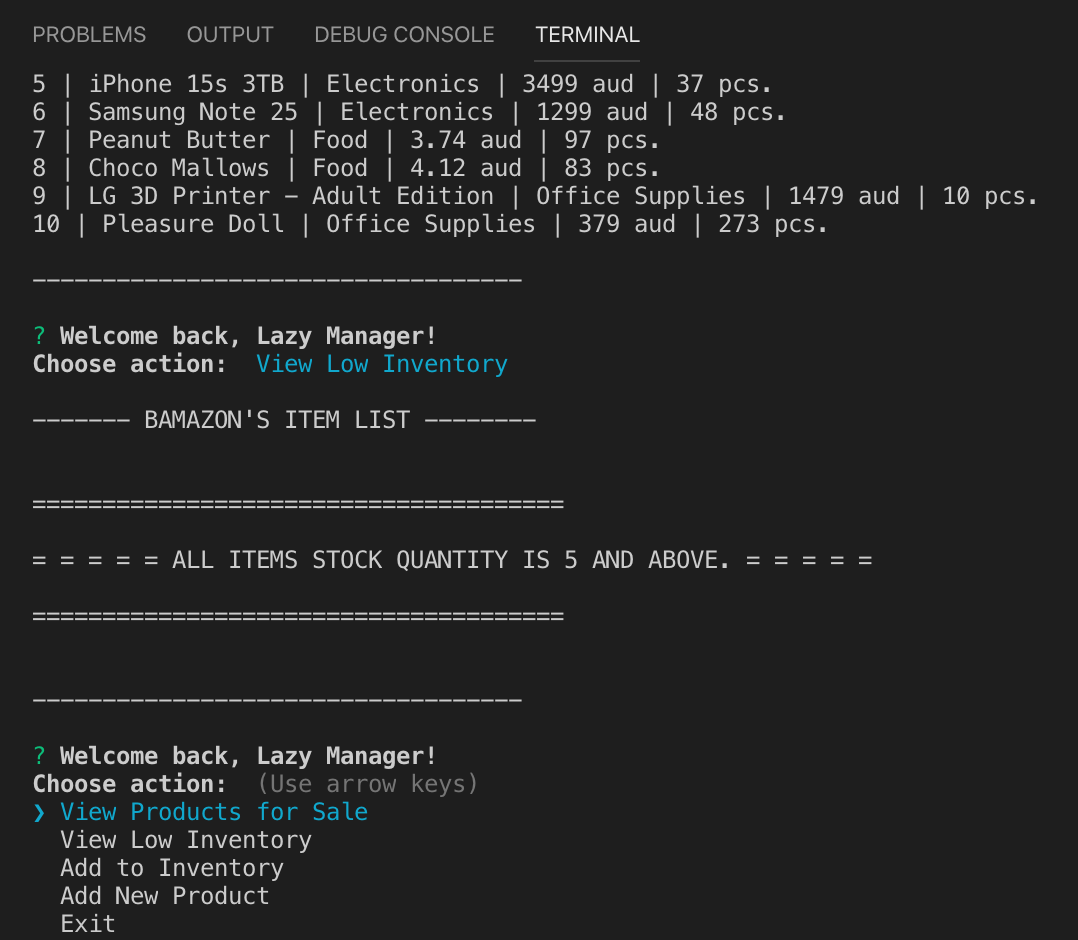 PROBLEMS OUTPUT DEBUG CONSOLE TERMINAL
5 | iPhone 15s 3TB | Electronics | 3499 aud | 37 pcs.
6 | Samsung Note 25 | Electronics | 1299 aud | 48 pcs.
7 | Peanut Butter | Food | 3.74 aud | 97 pcs.
8 | Choco Mallows | Food | 4.12 aud | 83 pcs.
9 | LG 3D Printer – Adult Edition | Office Supplies | 1479 aud | 10 pcs.
10 | Pleasure Doll | Office Supplies | 379 aud | 273 pcs.
-----------------------------------
? Welcome back, Lazy Manager!
Choose action:  View Low Inventory
------- BAMAZON'S ITEM LIST --------
======================================
= = = = = ALL ITEMS STOCK QUANTITY IS 5 AND ABOVE. = = = = =
======================================
-----------------------------------
? Welcome back, Lazy Manager!
Choose action:  (Use arrow keys)
❯ View Products for Sale
  View Low Inventory
  Add to Inventory
  Add New Product
  Exit